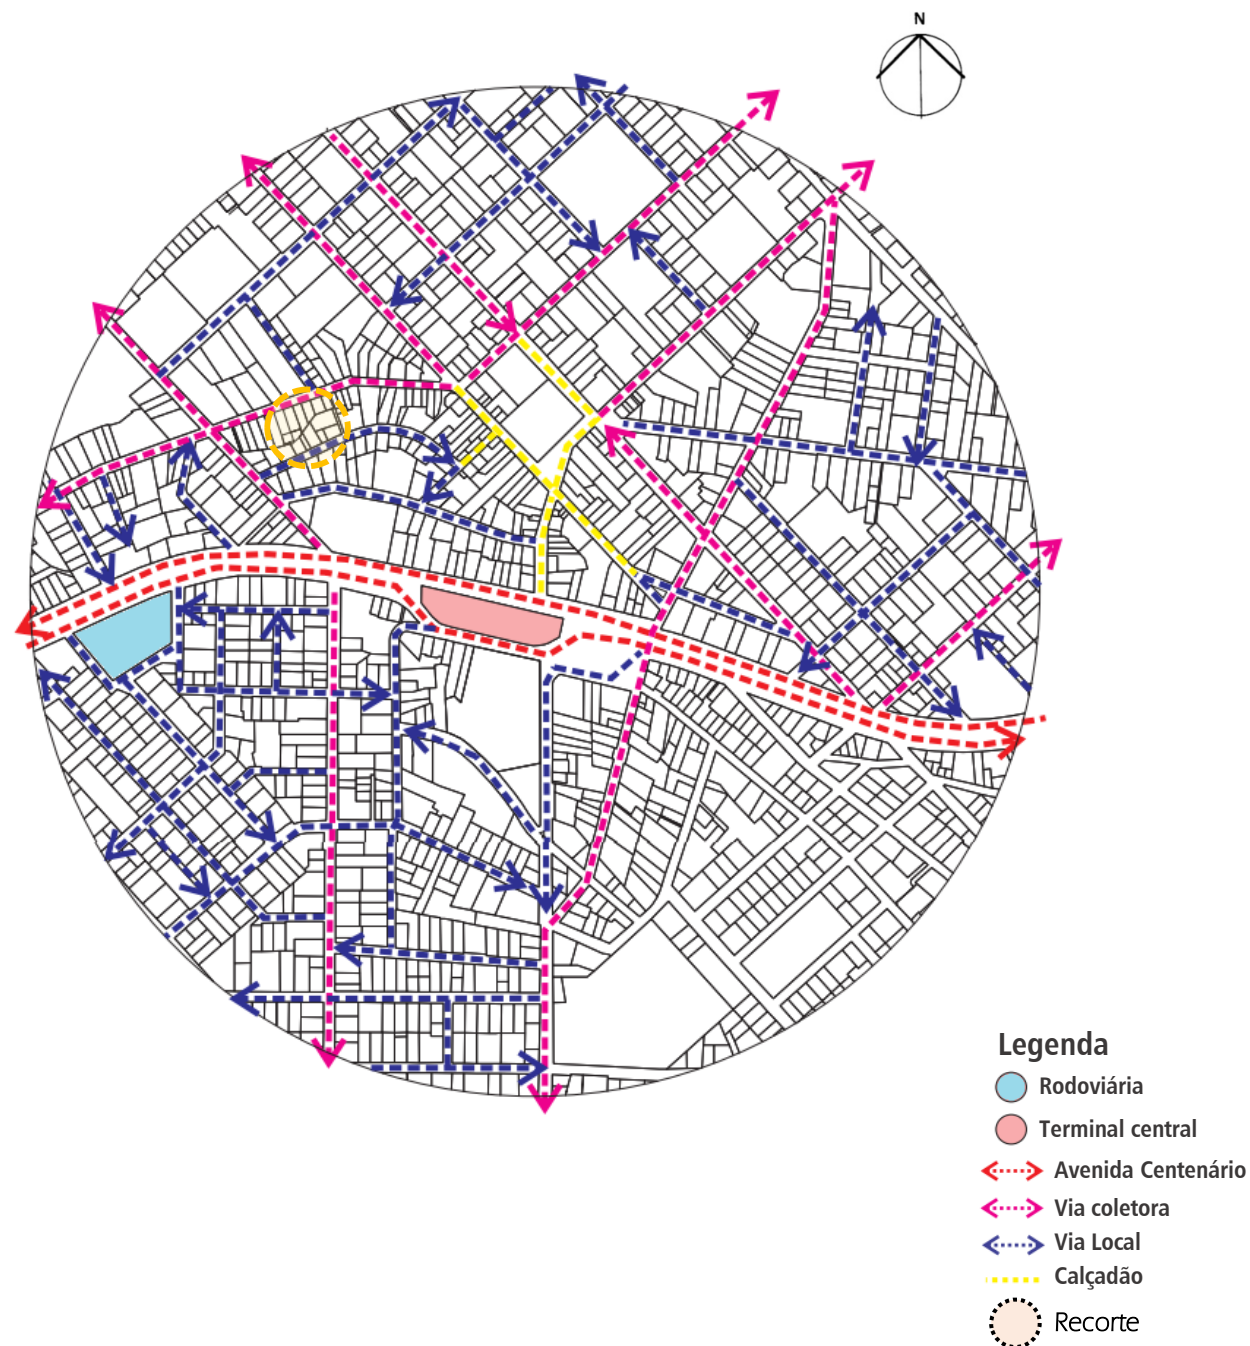 N
Legenda
Rodoviária
Terminal central
Avenida Centenário
Via coletora
Via Local
Calçadão
Recorte